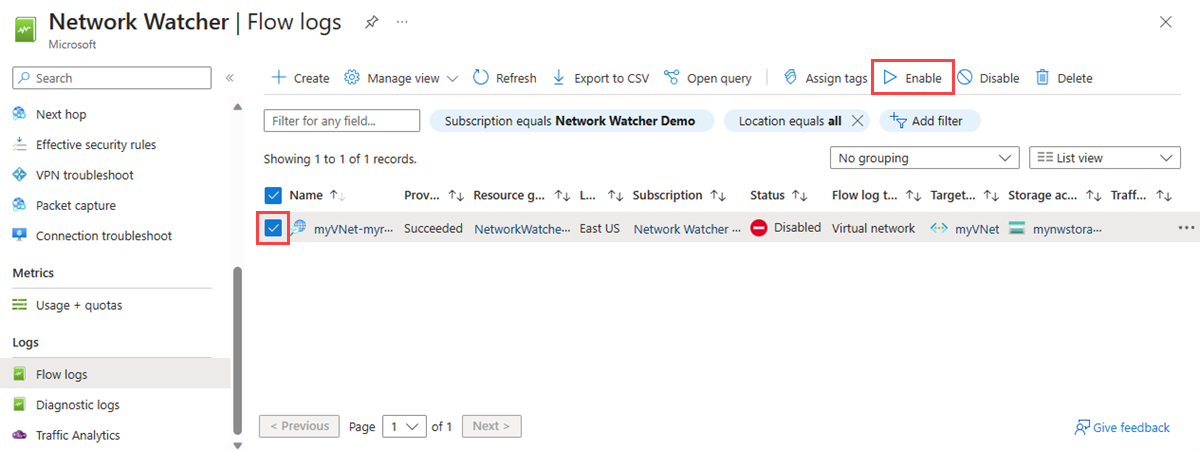 Network Watcher | Flow logs
Microsoft
Search
Next hop
Effective security rules
VPN troubleshoot
Packet capture
Connection troubleshoot
Metrics
Usage + quotas
Logs
Flow logs
Diagnostic logs
Traffic Analytics
Create Manage view Refresh Export to CSV Open query Assign tags Enable Disable Delete
Filter for any field... Subscription equals Network Watcher Demo Location equals all Add filter
Showing 1 to 1 of 1 records. No grouping List view
Name Prov... Resource g... L... Subscription Status Flow log t... Target... Storage ac... Traff...
myVNet-myr... Succeeded NetworkWatche... East US Network Watcher ... Disabled Virtual network myVNet mynwstora...
< Previous Page 1 of 1 Next >
Give feedback